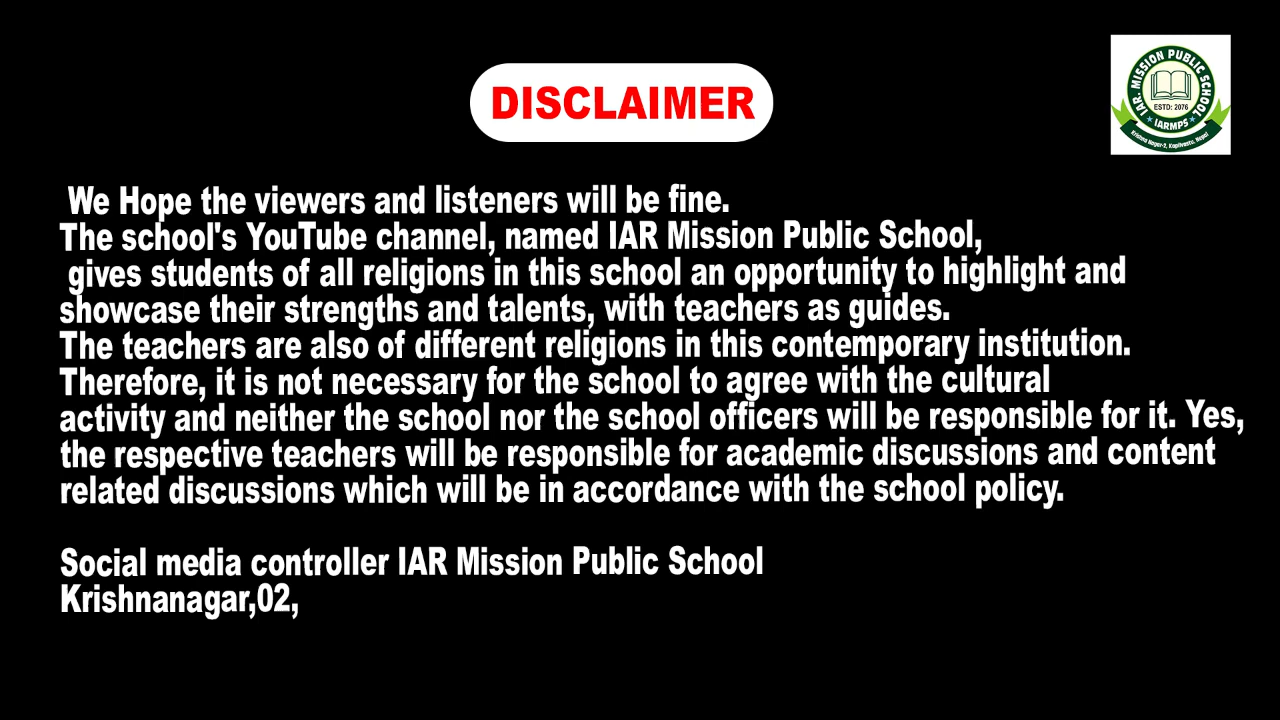 DISCLAIMER
IAR. MISSION PUBLIC SCHOOL
ESTD: 2076
IARMPS
Krishna Nagar-2, Kapilvastu, Nepal
We Hope the viewers and listeners will be fine.
The school's YouTube channel, named IAR Mission Public School,
gives students of all religions in this school an opportunity to highlight and
showcase their strengths and talents, with teachers as guides.
The teachers are also of different religions in this contemporary institution.
Therefore, it is not necessary for the school to agree with the cultural
activity and neither the school nor the school officers will be responsible for it. Yes,
the respective teachers will be responsible for academic discussions and content
related discussions which will be in accordance with the school policy.
Social media controller IAR Mission Public School
Krishnanagar,02,